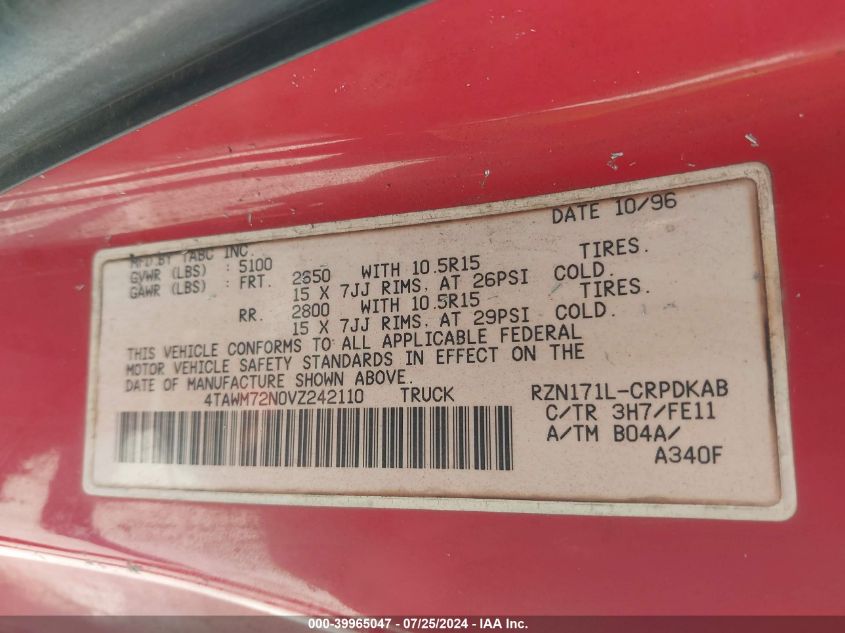 DATE 10/96
MFD.BY TABC INC.
GVWR (LBS) : 5100
GAWR (LBS) : FRT. 2650 WITH 10.5R15 TIRES.
15 X 7JJ RIMS. AT 26PSI COLD.
RR. 2800 WITH 10.5R15 TIRES.
15 X 7JJ RIMS. AT 29PSI COLD.
THIS VEHICLE CONFORMS TO ALL APPLICABLE FEDERAL
MOTOR VEHICLE SAFETY STANDARDS IN EFFECT ON THE
DATE OF MANUFACTURE SHOWN ABOVE.
4TAWM72N0VZ242110 TRUCK RZN171L-CRPDKAB
C/TR 3H7/FE11
A/TM B04A/
A340F
000-39965047 - 07/25/2024 - IAA Inc.